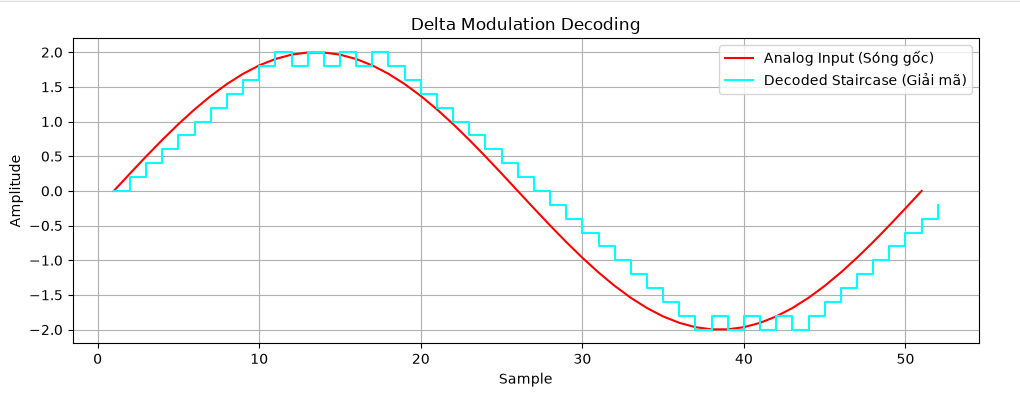 Delta Modulation Decoding
Analog Input (Sóng gốc)
Decoded Staircase (Giải mã)
Amplitude
2.0
1.5
1.0
0.5
0.0
−0.5
−1.0
−1.5
−2.0
0 10 20 30 40 50
Sample